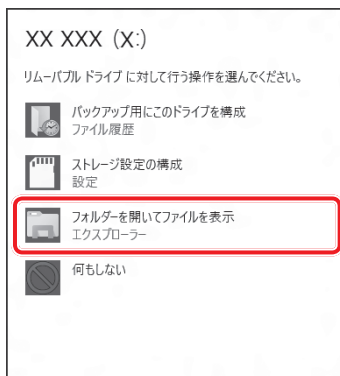 XX XXX (X:)
リムーバブル ドライブ に対して行う操作を選んでください。
バックアップ用にこのドライブを構成
ファイル履歴
ストレージ設定の構成
設定
フォルダーを開いてファイルを表示
エクスプローラー
何もしない